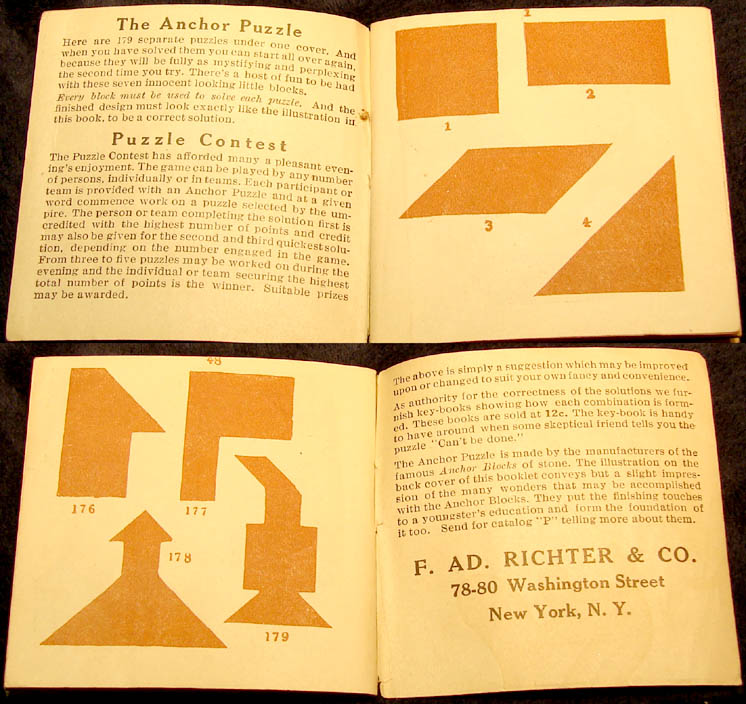 The Anchor Puzzle
Here are 179 separate puzzles under one cover. And
when you have solved them you can start all over again,
because they will be fully as mystifying and perplexing
the second time you try. There's a host of fun to be had
with these seven innocent looking little blocks.
Every block must be used to solve each puzzle. And the
finished design must look exactly like the illustration in
this book, to be a correct solution.
Puzzle Contest
The Puzzle Contest has afforded many a pleasant even-
ing's enjoyment. The game can be played by any number
of persons, individually or in teams. Each participant or
team is provided with an Anchor Puzzle and at a given
word commence work on a puzzle selected by the um-
pire. The person or team completing the solution first is
credited with the highest number of points and credit
may also be given for the second and third quickest solu-
tion, depending on the number engaged in the game.
From three to five puzzles may be worked on during the
evening and the individual or team securing the highest
total number of points is the winner. Suitable prizes
may be awarded.
1
1
2
3
4
48
176
177
178
179
The above is simply a suggestion which may be improved
upon or changed to suit your own fancy and convenience.
As authority for the correctness of the solutions we fur-
nish key-books showing how each combination is form-
ed. These books are sold at 12c. The key-book is handy
to have around when some skeptical friend tells you the
puzzle "Can't be done."
The Anchor Puzzle is made by the manufacturers of the
famous Anchor Blocks of stone. The illustration on the
back cover of this booklet conveys but a slight impres-
sion of the many wonders that may be accomplished
with the Anchor Blocks. They put the finishing touches
to a youngster's education and form the foundation of
it too. Send for catalog "P" telling more about them.
F. AD. RICHTER & CO.
78-80 Washington Street
New York, N. Y.